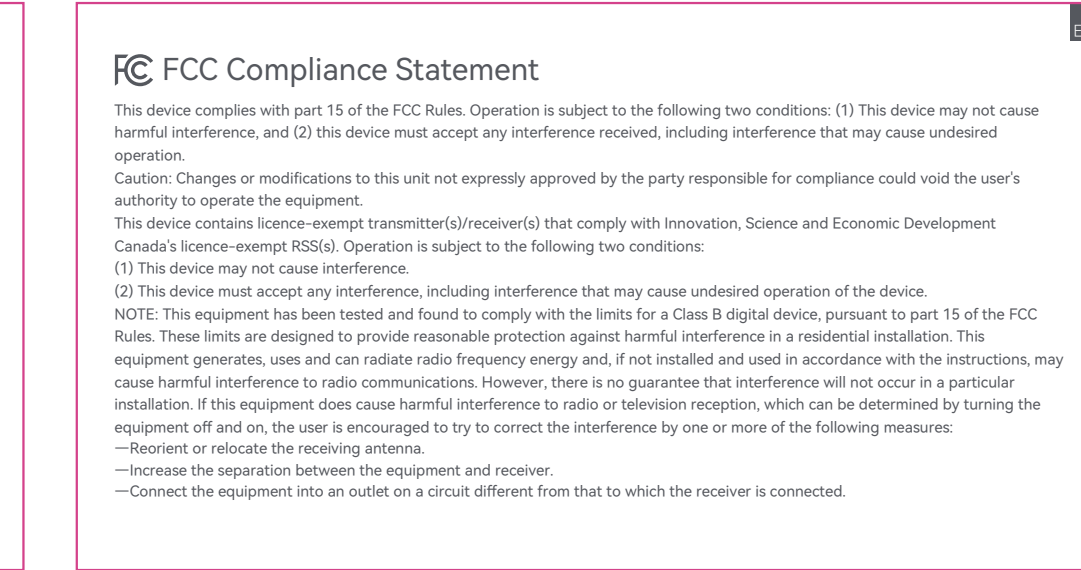 FC FCC Compliance Statement
This device complies with part 15 of the FCC Rules. Operation is subject to the following two conditions: (1) This device may not cause
harmful interference, and (2) this device must accept any interference received, including interference that may cause undesired
operation.
Caution: Changes or modifications to this unit not expressly approved by the party responsible for compliance could void the user's
authority to operate the equipment.
This device contains licence-exempt transmitter(s)/receiver(s) that comply with Innovation, Science and Economic Development
Canada's licence-exempt RSS(s). Operation is subject to the following two conditions:
(1) This device may not cause interference.
(2) This device must accept any interference, including interference that may cause undesired operation of the device.
NOTE: This equipment has been tested and found to comply with the limits for a Class B digital device, pursuant to part 15 of the FCC
Rules. These limits are designed to provide reasonable protection against harmful interference in a residential installation. This
equipment generates, uses and can radiate radio frequency energy and, if not installed and used in accordance with the instructions, may
cause harmful interference to radio communications. However, there is no guarantee that interference will not occur in a particular
installation. If this equipment does cause harmful interference to radio or television reception, which can be determined by turning the
equipment off and on, the user is encouraged to try to correct the interference by one or more of the following measures:
—Reorient or relocate the receiving antenna.
—Increase the separation between the equipment and receiver.
—Connect the equipment into an outlet on a circuit different from that to which the receiver is connected.